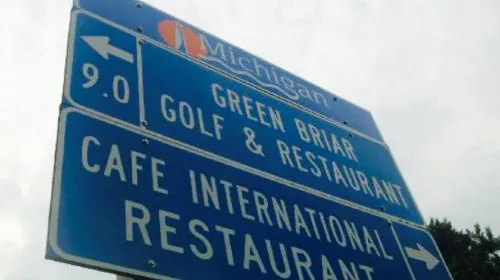 Michigan
9.0
GREEN BRIAR
GOLF & RESTAURANT
CAFE INTERNATIONAL
RESTAURANT